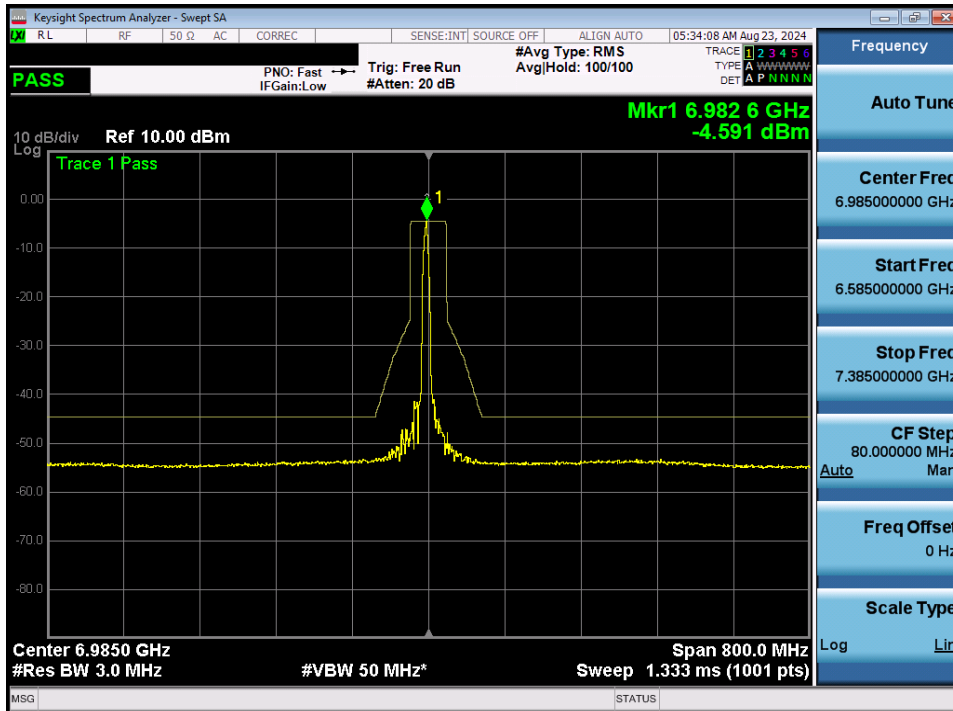 Keysight Spectrum Analyzer - Swept SA
LXI RL RF 50 Ω AC CORREC SENSE:INT SOURCE OFF ALIGN AUTO 05:34:08 AM Aug 23, 2024
PASS
PNO: Fast
IFGain:Low
Trig: Free Run
#Atten: 20 dB
#Avg Type: RMS
Avg|Hold: 100/100
TRACE 1 2 3 4 5 6
TYPE A WWWWW
DET A P N N N N
Mkr1 6.982 6 GHz
-4.591 dBm
10 dB/div Ref 10.00 dBm
Log
Trace 1 Pass
1
0.00
-10.0
-20.0
-30.0
-40.0
-50.0
-60.0
-70.0
-80.0
Center 6.9850 GHz Span 800.0 MHz
#Res BW 3.0 MHz #VBW 50 MHz* Sweep 1.333 ms (1001 pts)
MSG STATUS
Frequency
Auto Tune
Center Freq
6.985000000 GHz
Start Freq
6.585000000 GHz
Stop Freq
7.385000000 GHz
CF Step
80.000000 MHz
Auto Man
Freq Offset
0 Hz
Scale Type
Log Lin